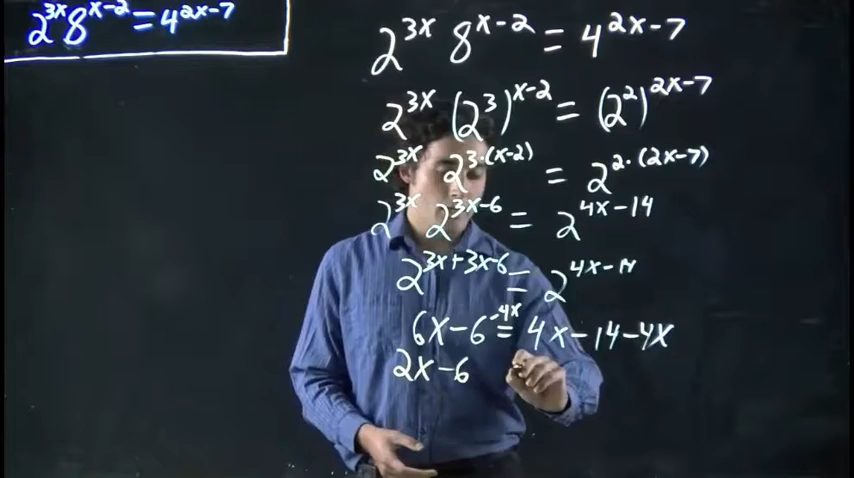 2^{3x} 8^{x-2} = 4^{2x-7}
2^{3x} 8^{x-2} = 4^{2x-7}
2^{3x} (2^3)^{x-2} = (2^2)^{2x-7}
2^{3x} 2^{3·(x-2)} = 2^{2·(2x-7)}
2^{3x} 2^{3x-6} = 2^{4x-14}
2^{3x+3x-6} = 2^{4x-14}
6x-6-4x = 4x-14-4x
2x-6